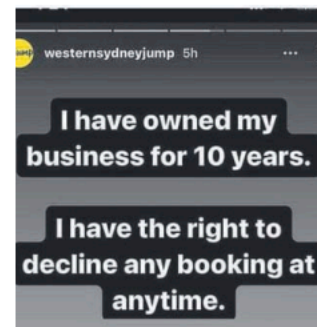 westernsydneyjump 5h
I have owned my
business for 10 years.
I have the right to
decline any booking at
anytime.